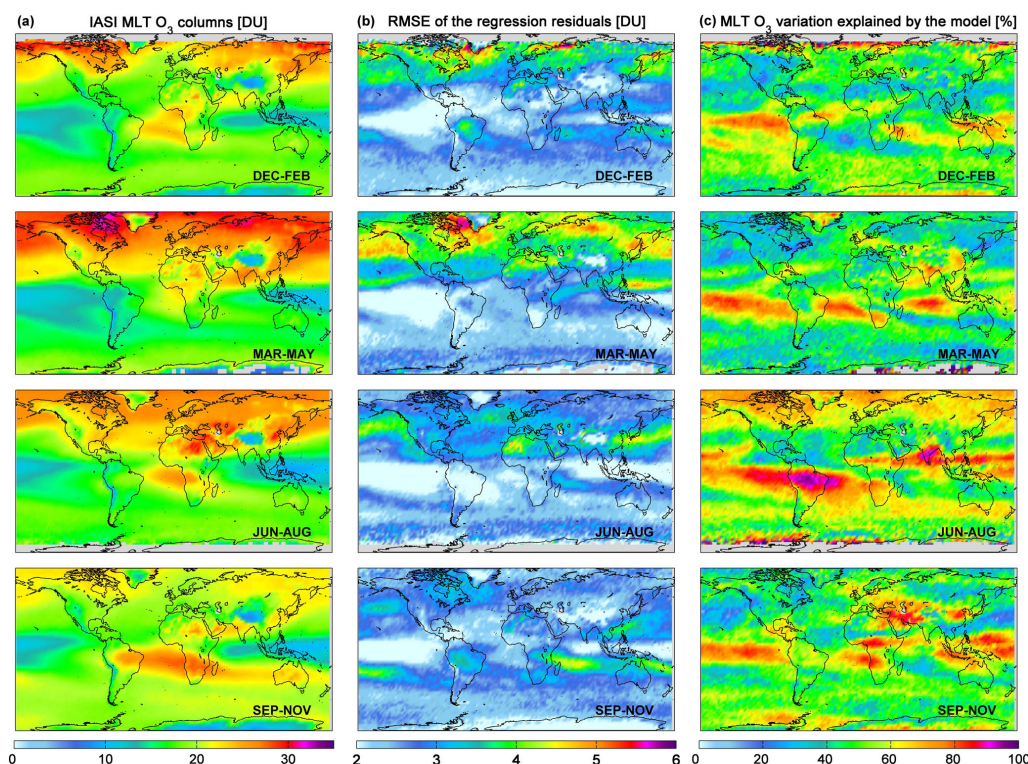 (a) IASI MLT O3 columns [DU]
(b) RMSE of the regression residuals [DU]
(c) MLT O3 variation explained by the model [%]
DEC-FEB
DEC-FEB
DEC-FEB
MAR-MAY
MAR-MAY
MAR-MAY
JUN-AUG
JUN-AUG
JUN-AUG
SEP-NOV
SEP-NOV
SEP-NOV
0 10 20 30
2 3 4 5 6
0 20 40 60 80 100